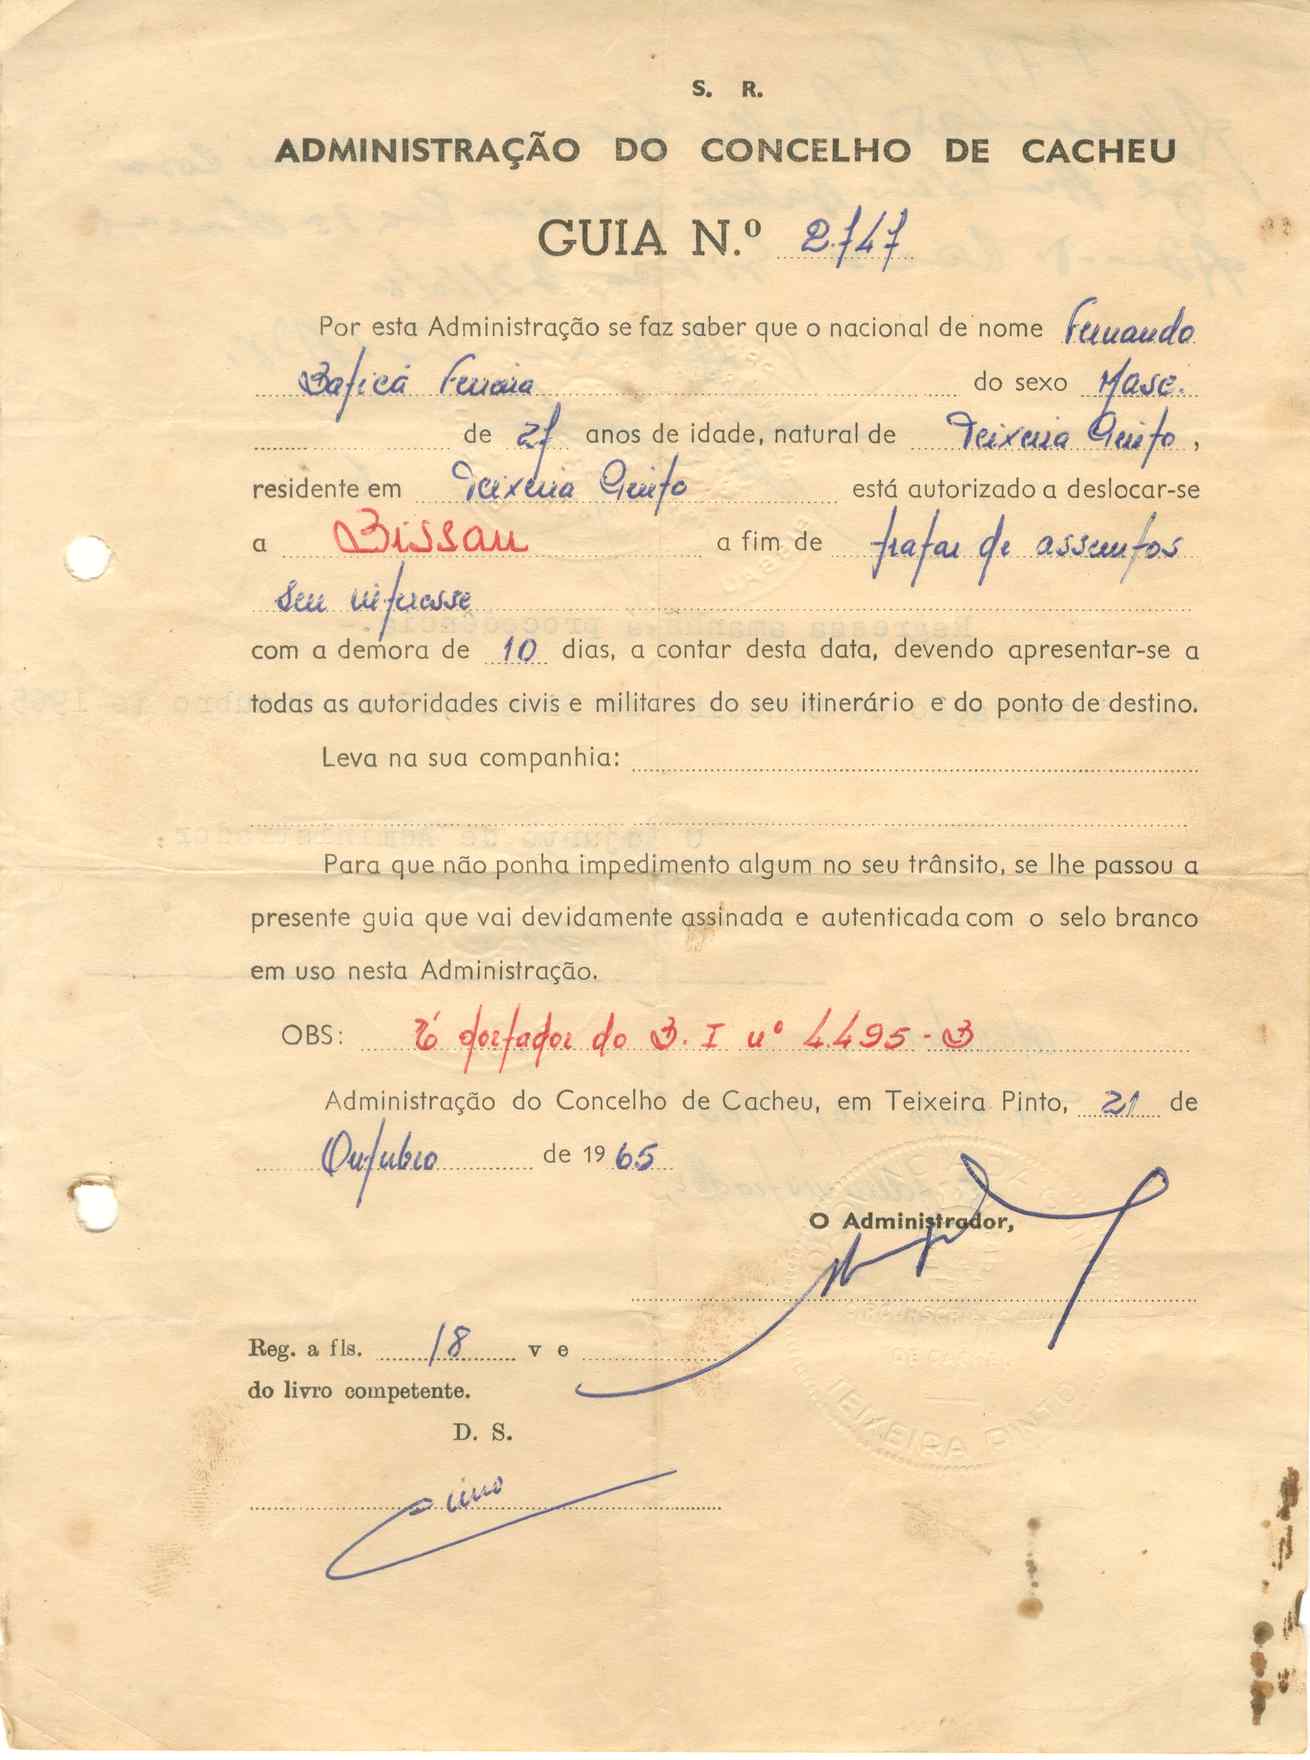 S. R.
ADMINISTRAÇÃO DO CONCELHO DE CACHEU
GUIA N.º 2747
Por esta Administração se faz saber que o nacional de nome Fernando
Baticã Ferreira do sexo Masc.
de 27 anos de idade, natural de Teixeira Pinto,
residente em Teixeira Pinto está autorizado a deslocar-se
a Bissau a fim de tratar de assuntos
seu interesse
com a demora de 10 dias, a contar desta data, devendo apresentar-se a
todas as autoridades civis e militares do seu itinerário e do ponto de destino.
Leva na sua companhia:
Para que não ponha impedimento algum no seu trânsito, se lhe passou a
presente guia que vai devidamente assinada e autenticada com o selo branco
em uso nesta Administração.
OBS: É portador do B. I nº 4.495-B
Administração do Concelho de Cacheu, em Teixeira Pinto, 21 de
Outubro de 1965
O Administrador,
Reg. a fls. 18 v e
do livro competente.
D. S.
TEIXEIRA PINTO